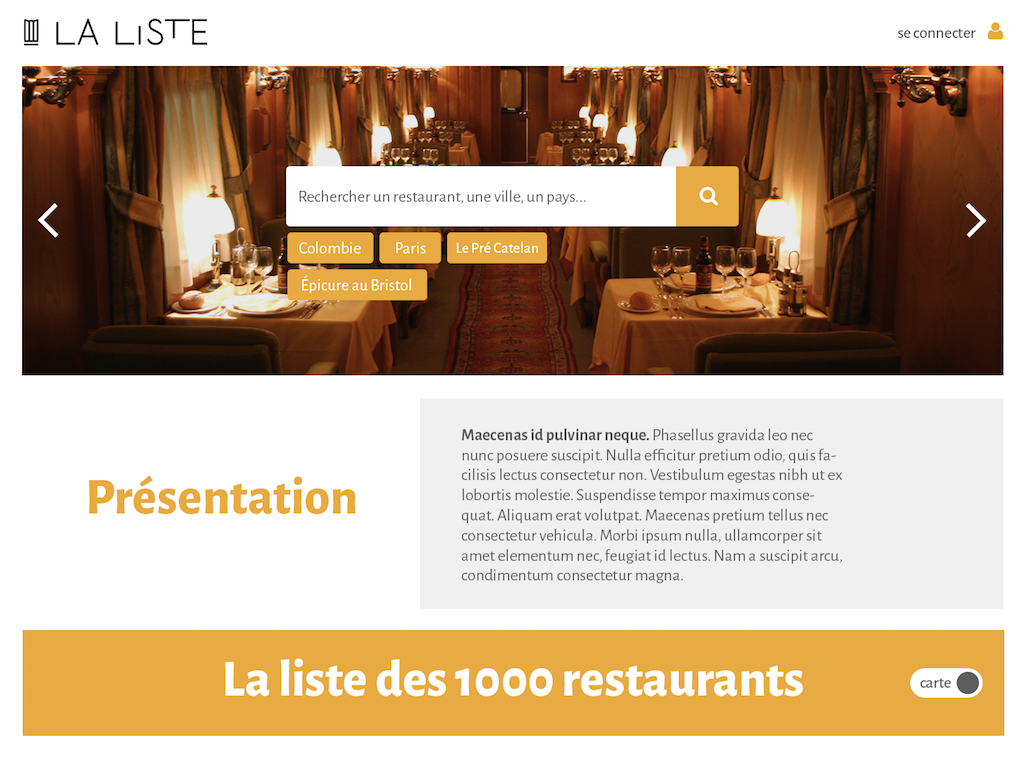 LA LISTE
se connecter
Rechercher un restaurant, une ville, un pays...
Colombie Paris Le Pré Catelan
Épicure au Bristol
Présentation
Maecenas id pulvinar neque. Phasellus gravida leo nec
nunc posuere suscipit. Nulla efficitur pretium odio, quis fa-
cilisis lectus consectetur non. Vestibulum egestas nibh ut ex
lobortis molestie. Suspendisse tempor maximus conse-
quat. Aliquam erat volutpat. Maecenas pretium tellus nec
consectetur vehicula. Morbi ipsum nulla, ullamcorper sit
amet elementum nec, feugiat id lectus. Nam a suscipit arcu,
condimentum consectetur magna.
La liste des 1000 restaurants
carte